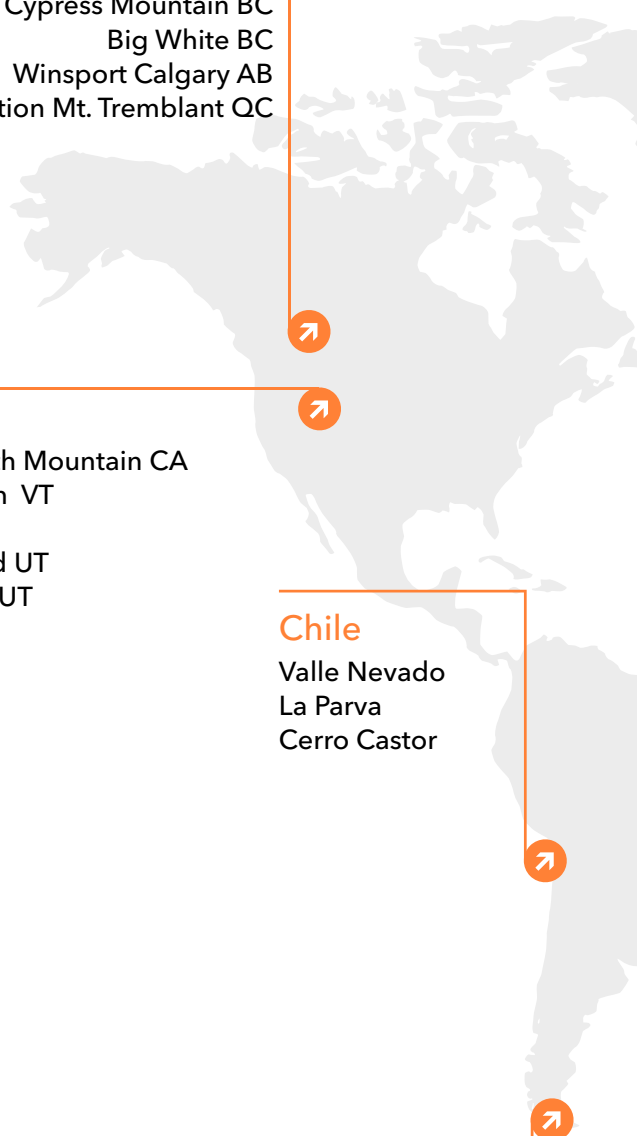 Cypress Mountain BC
Big White BC
Winsport Calgary AB
Mt. Tremblant QC
Mountain CA
VT
UT
UT
Chile
Valle Nevado
La Parva
Cerro Castor